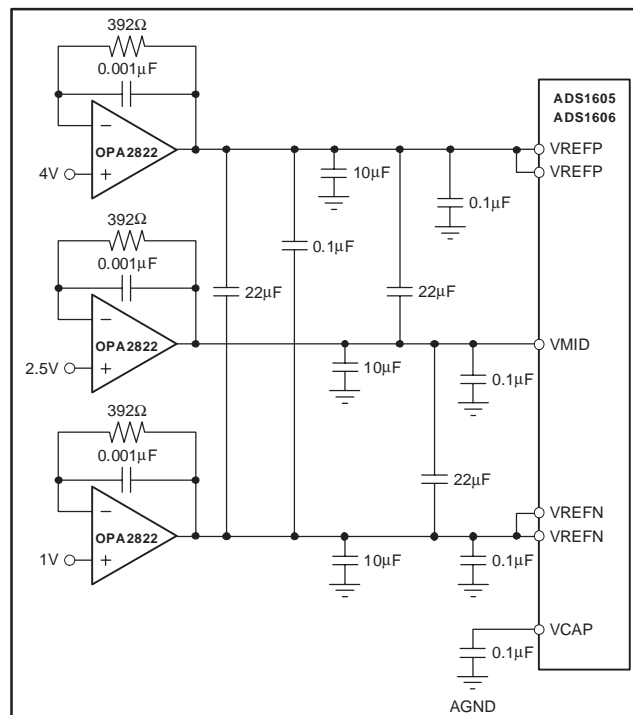 392Ω
0.001µF
ADS1605
ADS1606
−
OPA2822
VREFP
4V
+
VREFP
10µF
0.1µF
392Ω
0.1µF
0.001µF
22µF
22µF
−
OPA2822
VMID
2.5V
+
10µF
0.1µF
392Ω
0.001µF
22µF
−
VREFN
OPA2822
VREFN
1V
+
10µF
0.1µF
VCAP
0.1µF
AGND